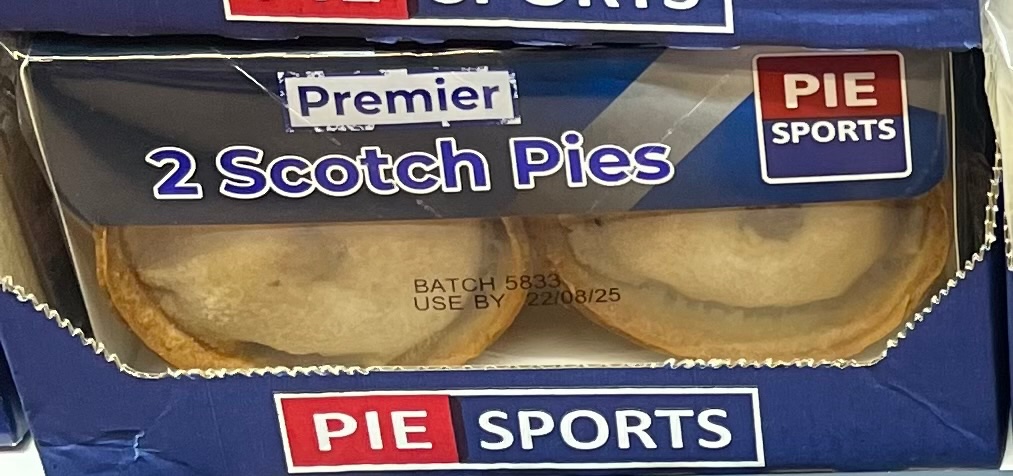 Premier
2 Scotch Pies
PIE
SPORTS
BATCH 5833
USE BY 22/08/25
PIE SPORTS